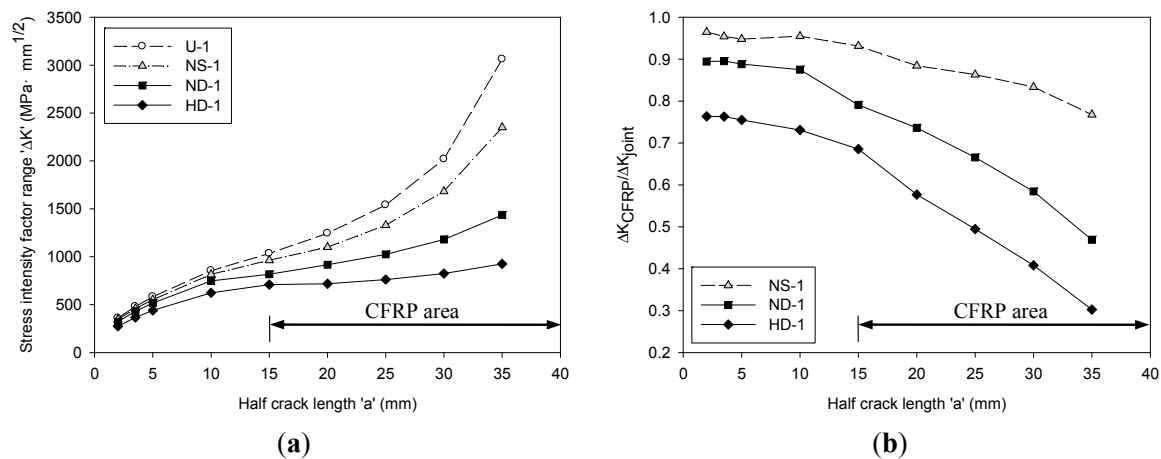 3500
3000
2500
2000
1500
1000
500
0
Stress intensity factor range 'ΔK' (MPa· mm^1/2)
U-1
NS-1
ND-1
HD-1
CFRP area
0 5 10 15 20 25 30 35 40
Half crack length 'a' (mm)
(a)
1.0
0.9
0.8
0.7
0.6
0.5
0.4
0.3
0.2
ΔK_CFRP/ΔK_joint
NS-1
ND-1
HD-1
CFRP area
0 5 10 15 20 25 30 35 40
Half crack length 'a' (mm)
(b)